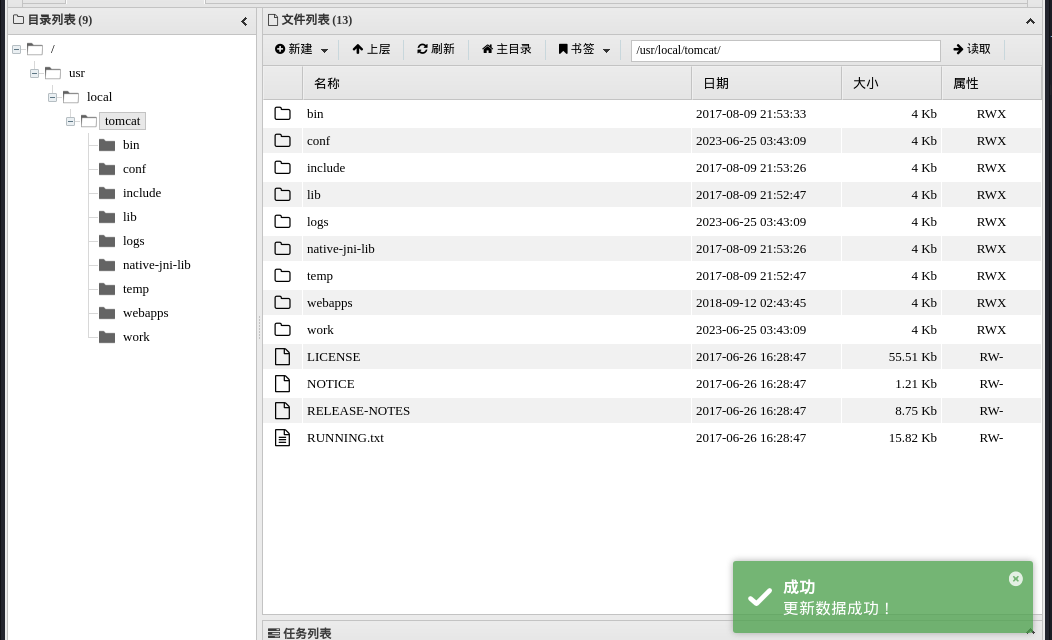 目录列表 (9)
/
usr
local
tomcat
bin
conf
include
lib
logs
native-jni-lib
temp
webapps
work
文件列表 (13)
新建 上层 刷新 主目录 书签 /usr/local/tomcat/ 读取
名称 日期 大小 属性
bin 2017-08-09 21:53:33 4 Kb RWX
conf 2023-06-25 03:43:09 4 Kb RWX
include 2017-08-09 21:53:26 4 Kb RWX
lib 2017-08-09 21:52:47 4 Kb RWX
logs 2023-06-25 03:43:09 4 Kb RWX
native-jni-lib 2017-08-09 21:53:26 4 Kb RWX
temp 2017-08-09 21:52:47 4 Kb RWX
webapps 2018-09-12 02:43:45 4 Kb RWX
work 2023-06-25 03:43:09 4 Kb RWX
LICENSE 2017-06-26 16:28:47 55.51 Kb RW-
NOTICE 2017-06-26 16:28:47 1.21 Kb RW-
RELEASE-NOTES 2017-06-26 16:28:47 8.75 Kb RW-
RUNNING.txt 2017-06-26 16:28:47 15.82 Kb RW-
成功
更新数据成功！
任务列表